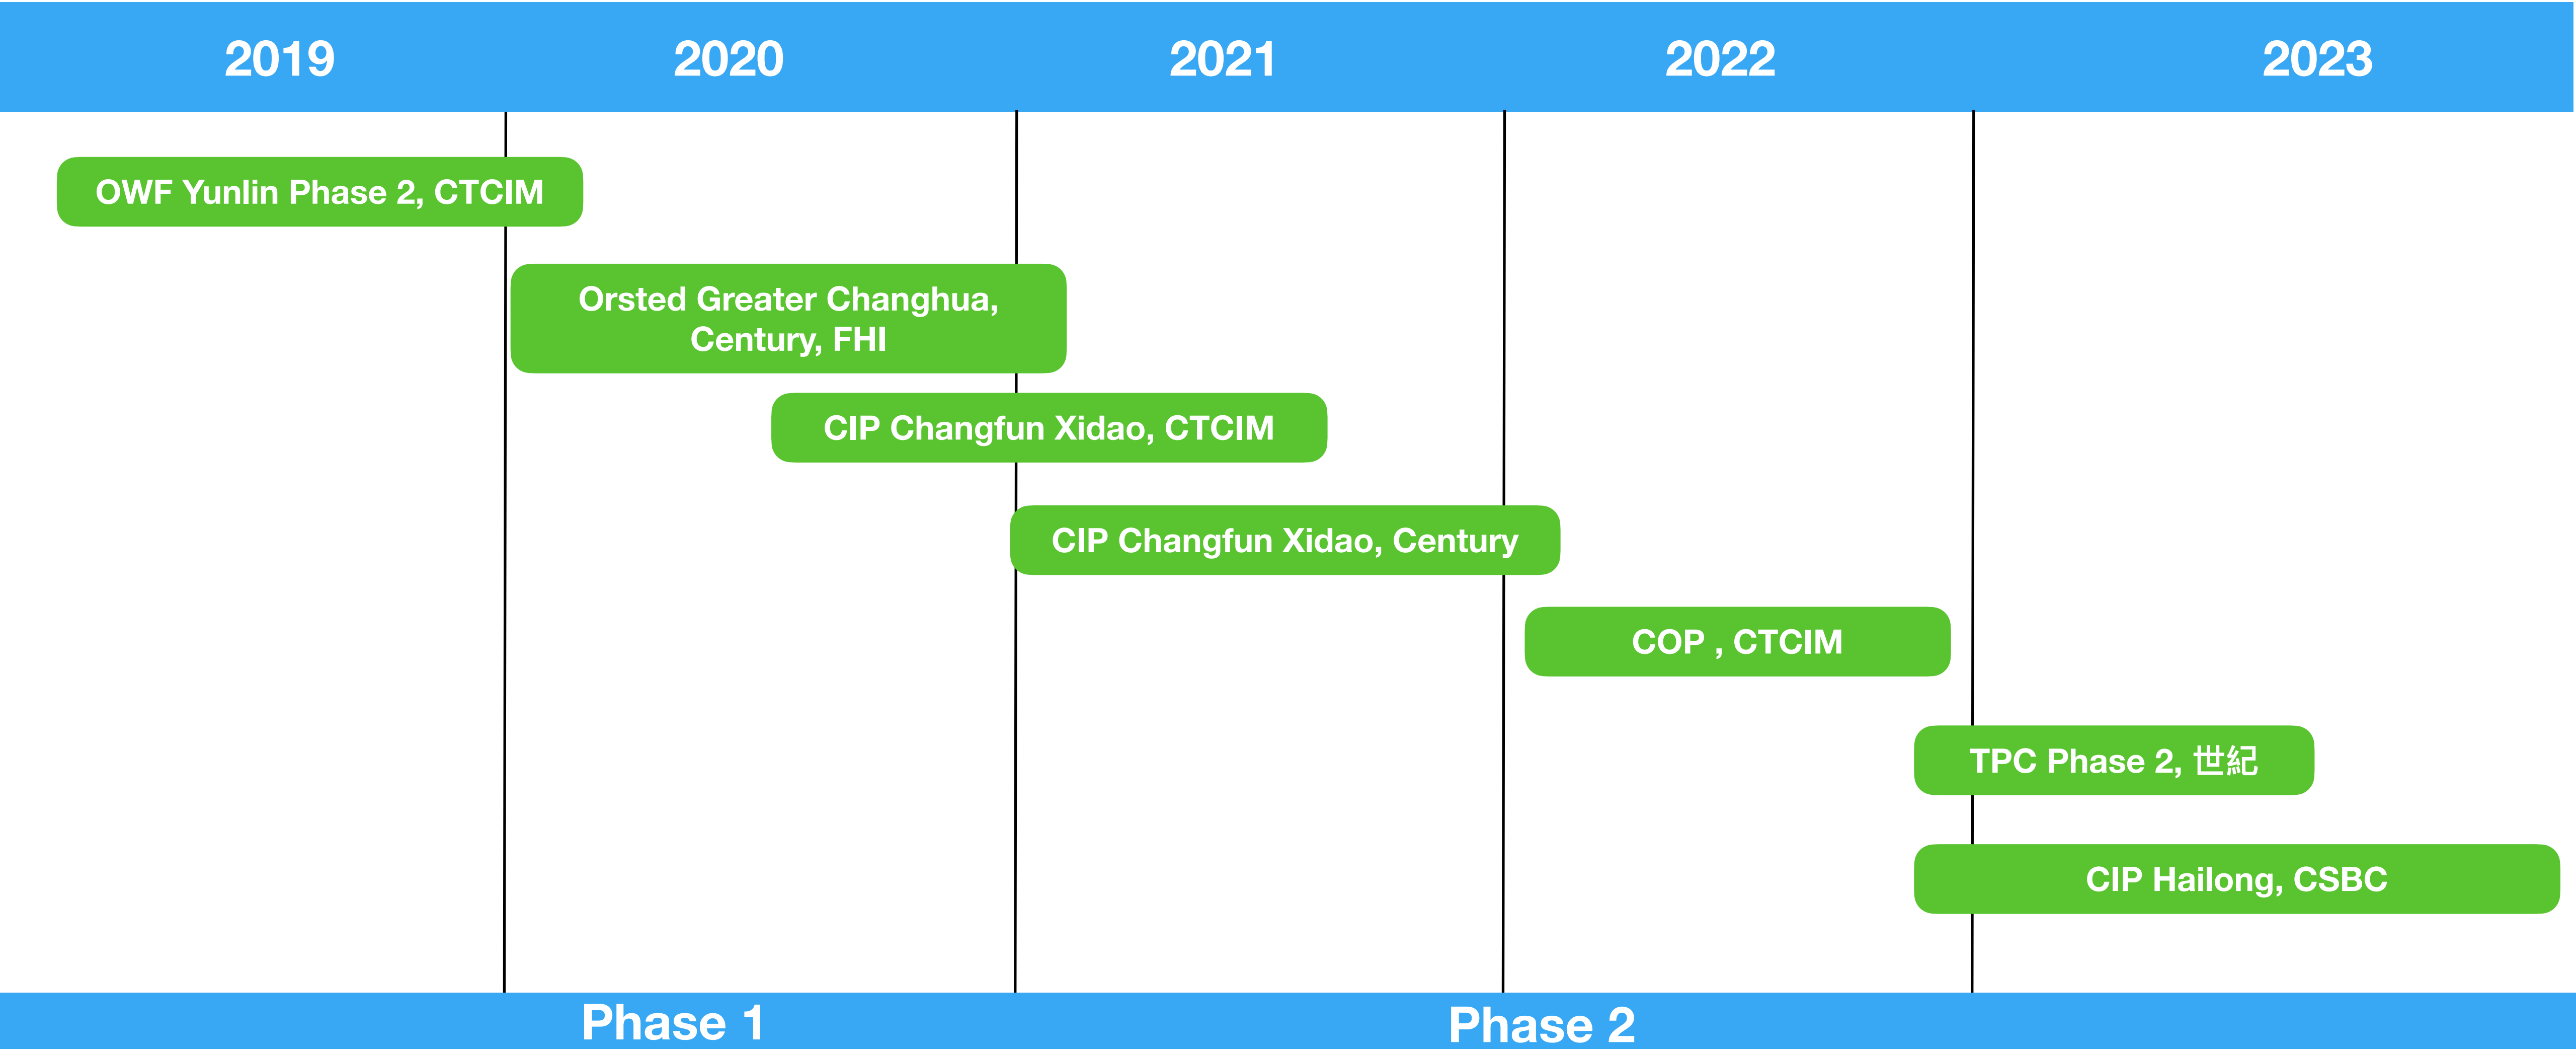 2019
2020
2021
2022
2023
OWF Yunlin Phase 2, CTCIM
Orsted Greater Changhua,
Century, FHI
CIP Changfun Xidao, CTCIM
CIP Changfun Xidao, Century
COP , CTCIM
TPC Phase 2, 世紀
CIP Hailong, CSBC
Phase 1
Phase 2